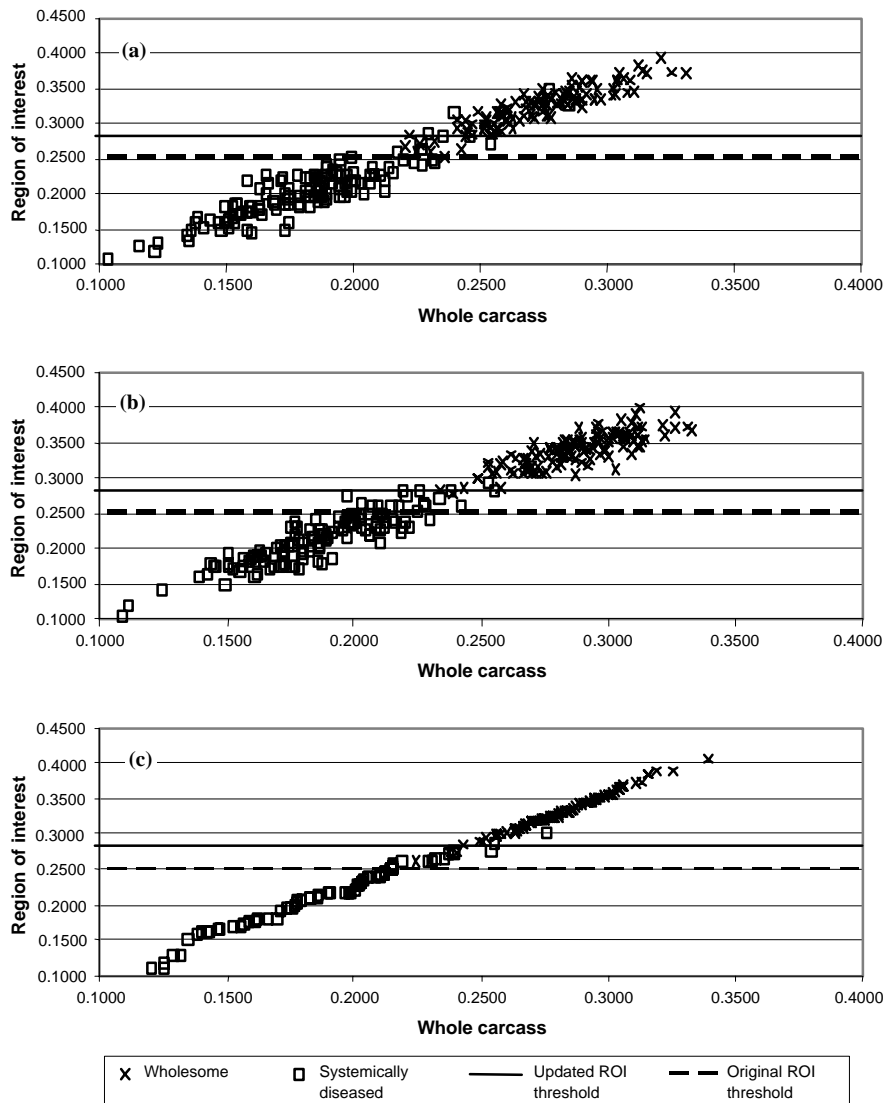 0.4500
(a)
0.4000
0.3500
0.3000
0.2500
0.2000
0.1500
0.1000
Region of interest
0.1000 0.1500 0.2000 0.2500 0.3000 0.3500 0.4000
Whole carcass
0.4500
(b)
0.4000
0.3500
0.3000
0.2500
0.2000
0.1500
0.1000
Region of interest
0.1000 0.1500 0.2000 0.2500 0.3000 0.3500 0.4000
Whole carcass
0.4500
(c)
0.4000
0.3500
0.3000
0.2500
0.2000
0.1500
0.1000
Region of interest
0.1000 0.1500 0.2000 0.2500 0.3000 0.3500 0.4000
Whole carcass
Wholesome
Systemically
diseased
Updated ROI
threshold
Original ROI
threshold